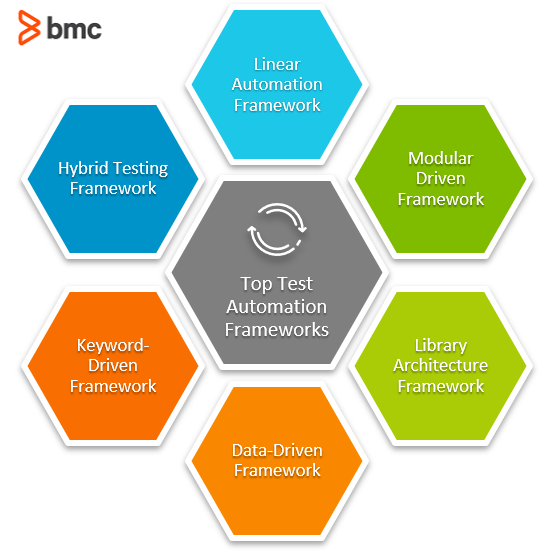 bmc
Linear
Automation
Framework
Modular
Driven
Framework
Library
Architecture
Framework
Data-Driven
Framework
Keyword-
Driven
Framework
Hybrid Testing
Framework
Top Test
Automation
Frameworks